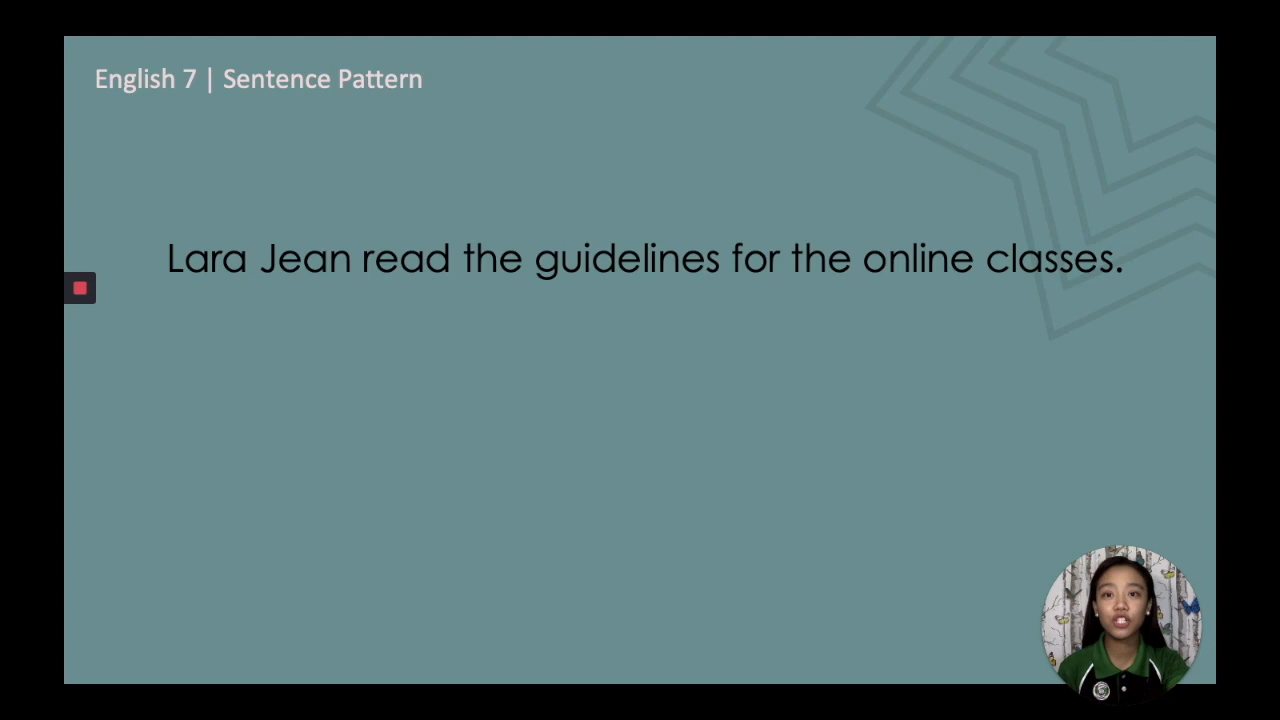 English 7 | Sentence Pattern
Lara Jean read the guidelines for the online classes.